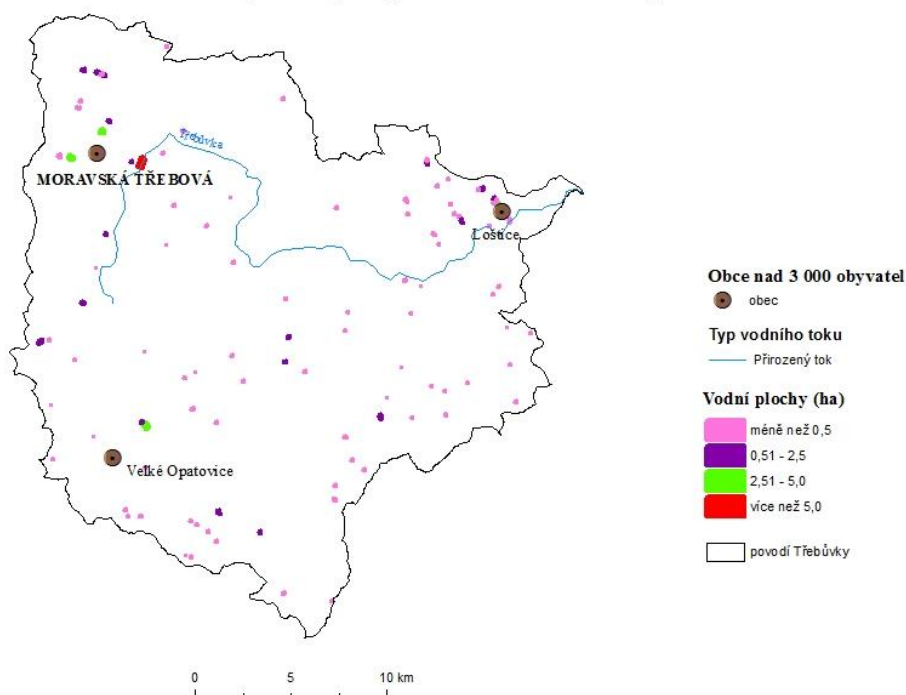 Třebůvka
MORAVSKÁ TŘEBOVÁ
Loštice
Velké Opatovice
Obce nad 3 000 obyvatel
obec
Typ vodního toku
Přirozený tok
Vodní plochy (ha)
méně než 0,5
0,51 - 2,5
2,51 - 5,0
více než 5,0
povodí Třebůvky
0 5 10 km